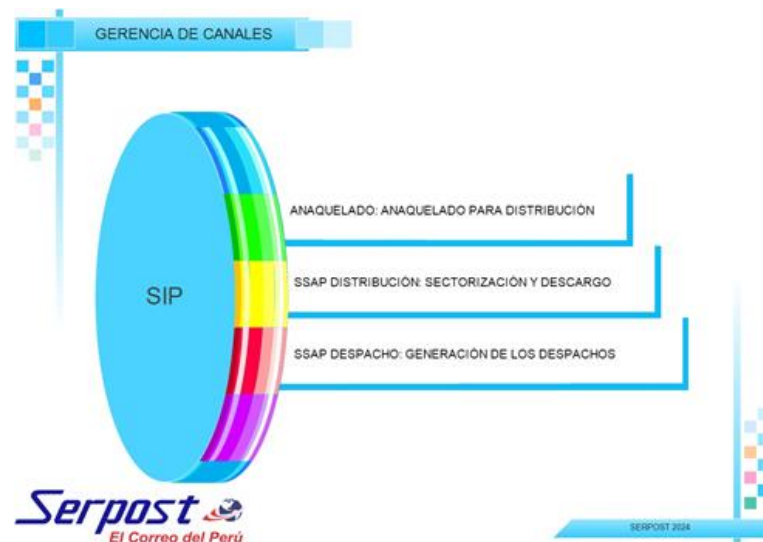 GERENCIA DE CANALES
ANAQUELADO: ANAQUELADO PARA DISTRIBUCIÓN
SSAP DISTRIBUCIÓN: SECTORIZACIÓN Y DESCARGO
SIP
SSAP DESPACHO: GENERACIÓN DE LOS DESPACHOS
Serpost
El Correo del Perú
SERPOST 2024